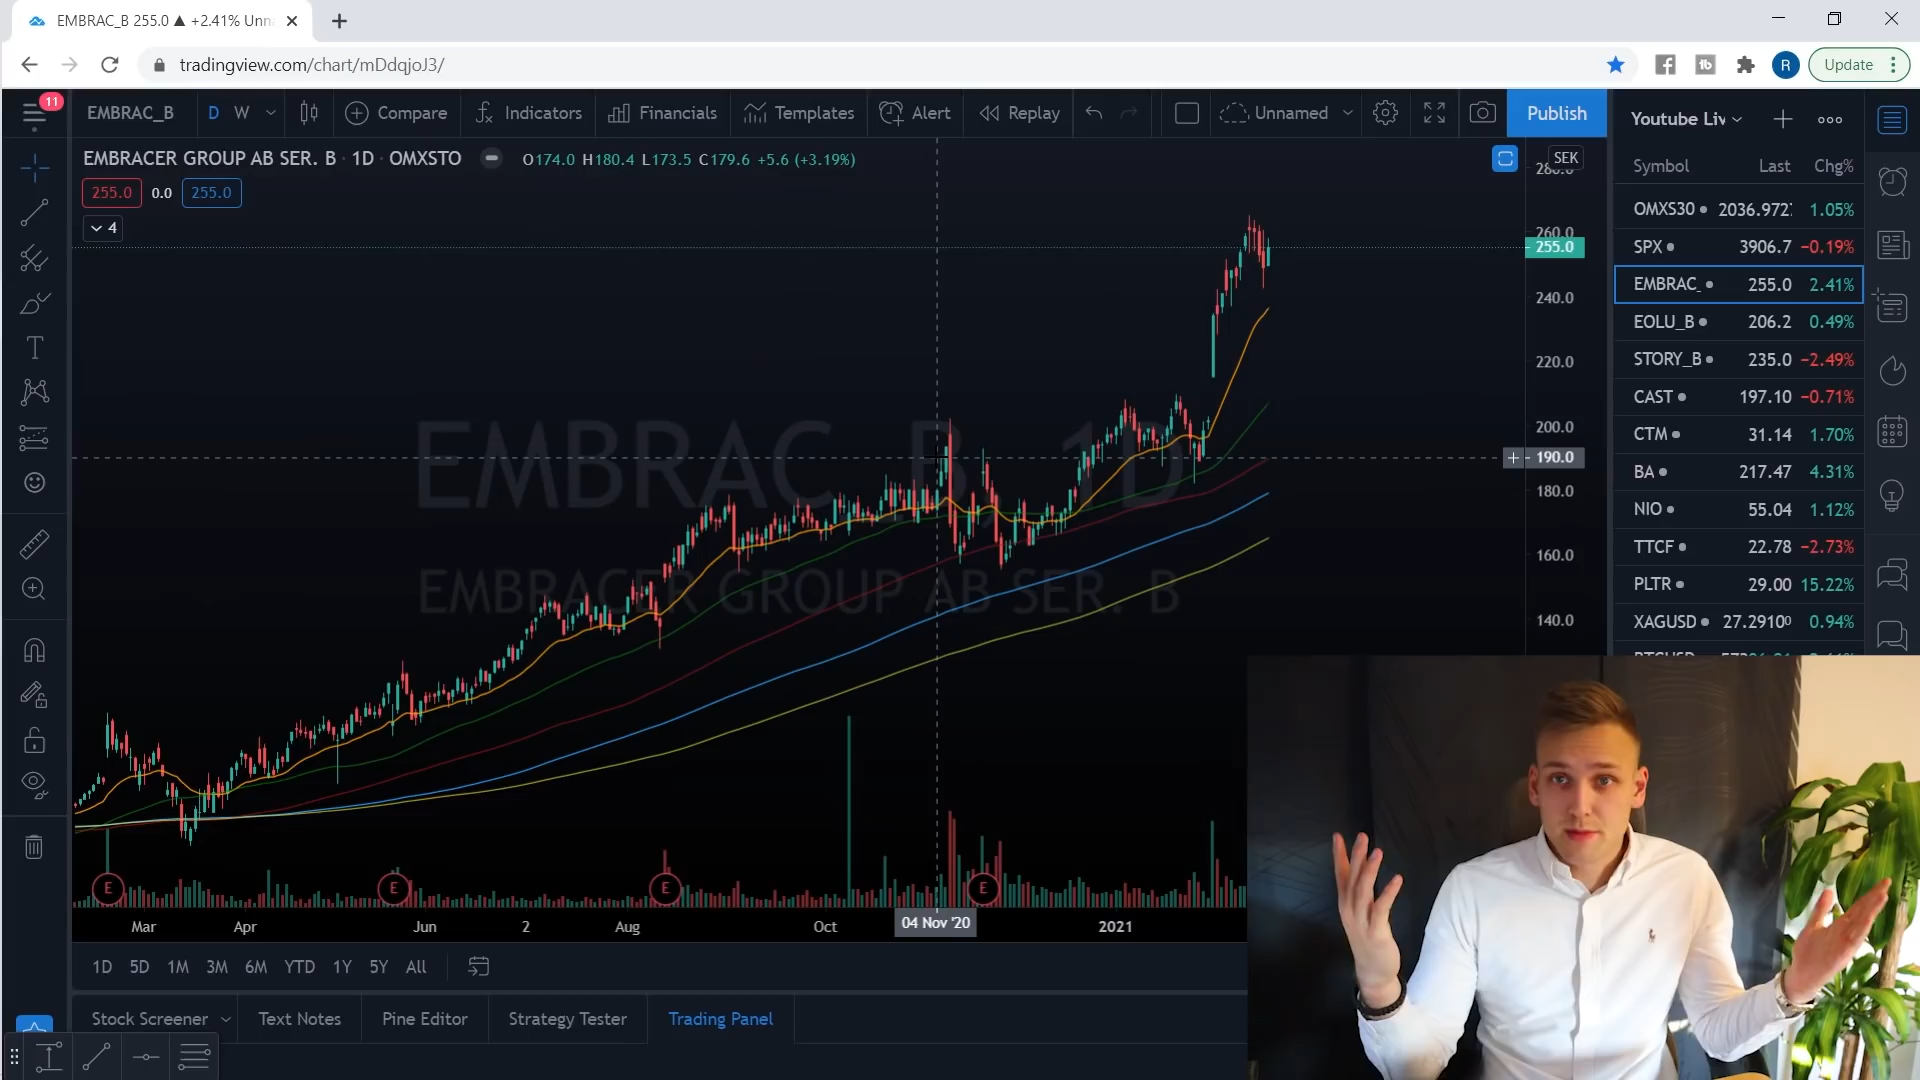 EMBRAC_B 255.0 ▲ +2.41% Unn
tradingview.com/chart/mDdqjoJ3/
R
Update
11
EMBRAC_B
D
W
Compare
Indicators
Financials
Templates
Alert
Replay
Unnamed
Publish
EMBRACER GROUP AB SER. B · 1D · OMXSTO
O174.0 H180.4 L173.5 C179.6 +5.6 (+3.19%)
255.0 0.0 255.0
4
EMBRAC_B, 1D
EMBRACER GROUP AB SER. B
SEK
280.0
260.0
255.0
240.0
220.0
200.0
190.0
180.0
160.0
140.0
E E E E
Mar Apr Jun 2 Aug Oct 04 Nov '20 2021
1D 5D 1M 3M 6M YTD 1Y 5Y All
Stock Screener Text Notes Pine Editor Strategy Tester Trading Panel
Youtube Liv
Symbol Last Chg%
OMXS30 2036.972 1.05%
SPX 3906.7 −0.19%
EMBRAC_ 255.0 2.41%
EOLU_B 206.2 0.49%
STORY_B 235.0 −2.49%
CAST 197.10 −0.71%
CTM 31.14 1.70%
BA 217.47 4.31%
NIO 55.04 1.12%
TTCF 22.78 −2.73%
PLTR 29.00 15.22%
XAGUSD 27.2910⁰ 0.94%